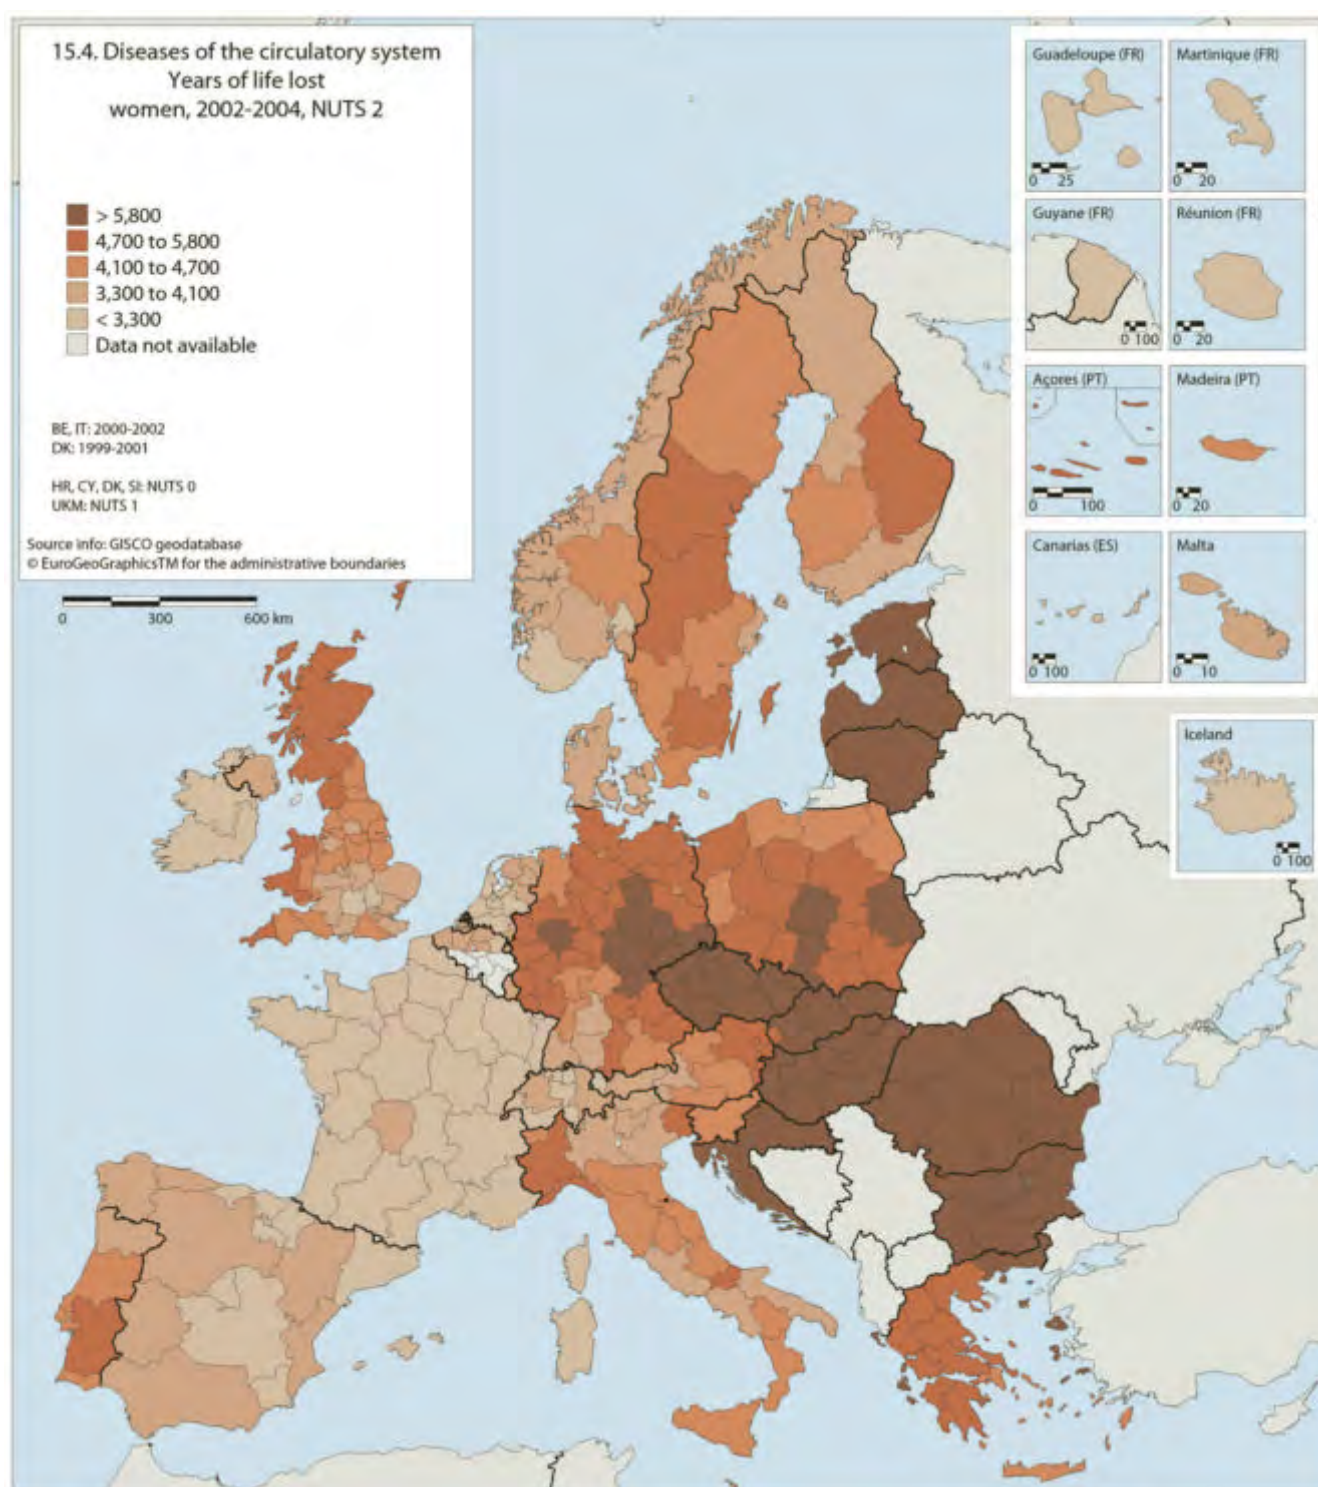 15.4. Diseases of the circulatory system
Years of life lost
women, 2002-2004, NUTS 2
> 5,800
4,700 to 5,800
4,100 to 4,700
3,300 to 4,100
< 3,300
Data not available
BE, IT: 2000-2002
DK: 1999-2001
HR, CY, DK, SI: NUTS 0
UKM: NUTS 1
Source info: GISCO geodatabase
© EuroGeoGraphicsTM for the administrative boundaries
0 300 600 km
Guadeloupe (FR)
0 25
Martinique (FR)
0 20
Guyane (FR)
0 100
Réunion (FR)
0 20
Açores (PT)
0 100
Madeira (PT)
0 20
Canarias (ES)
0 100
Malta
0 10
Iceland
0 100